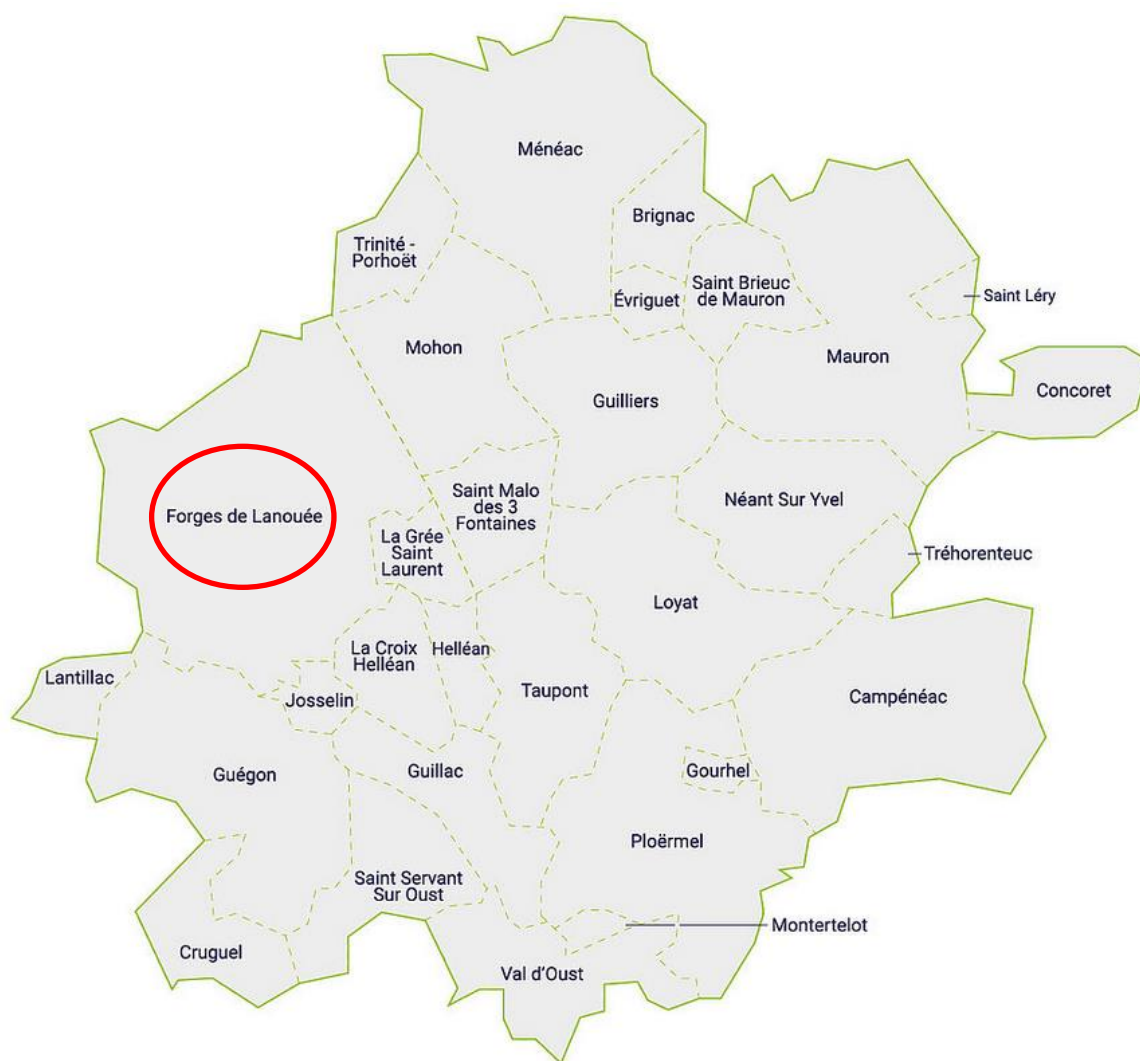 Ménéac
Brignac
Trinité -
Porhoët
Saint Brieuc
de Mauron
Évriguet
Saint Léry
Mohon
Mauron
Concoret
Guilliers
Saint Malo
des 3
Fontaines
Néant Sur Yvel
Forges de Lanouée
La Grée
Saint
Laurent
Tréhorenteuc
Loyat
La Croix
Helléan
Helléan
Lantillac
Josselin
Taupont
Campénéac
Guégon
Guillac
Gourhel
Ploërmel
Saint Servant
Sur Oust
Montertelot
Cruguel
Val d'Oust